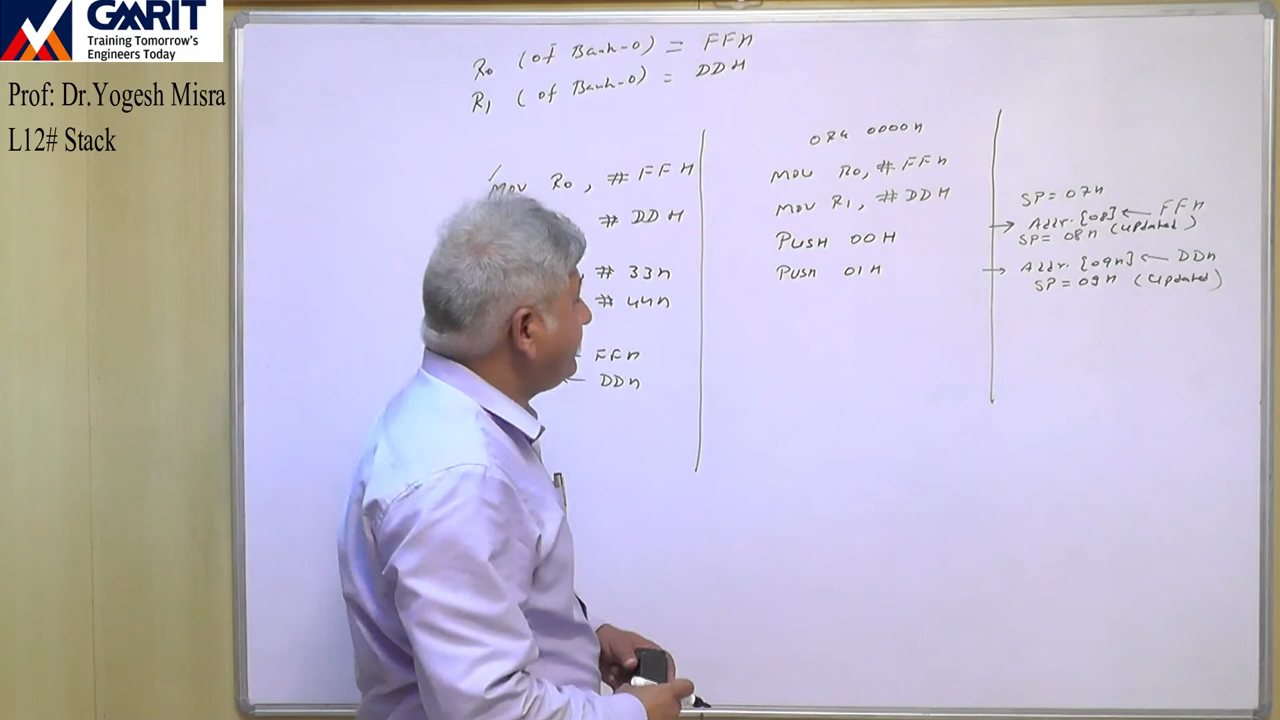 GMRIT
Training Tomorrow's
Engineers Today
Prof: Dr.Yogesh Misra
L12# Stack
R0 (of Bank-0) = FFH
R1 (of Bank-0) = DDH
MOV R0, #FFH
#DDH
#33H
#44H
FFH
← DDH
ORG 0000H
MOV R0, #FFH
MOV R1, #DDH
PUSH 00H
PUSH 01H
SP=07H
→ Addr. [08] ← FFH
SP= 08H (Updated)
→ Addr. [09H] ← DDH
SP=09H (Updated)